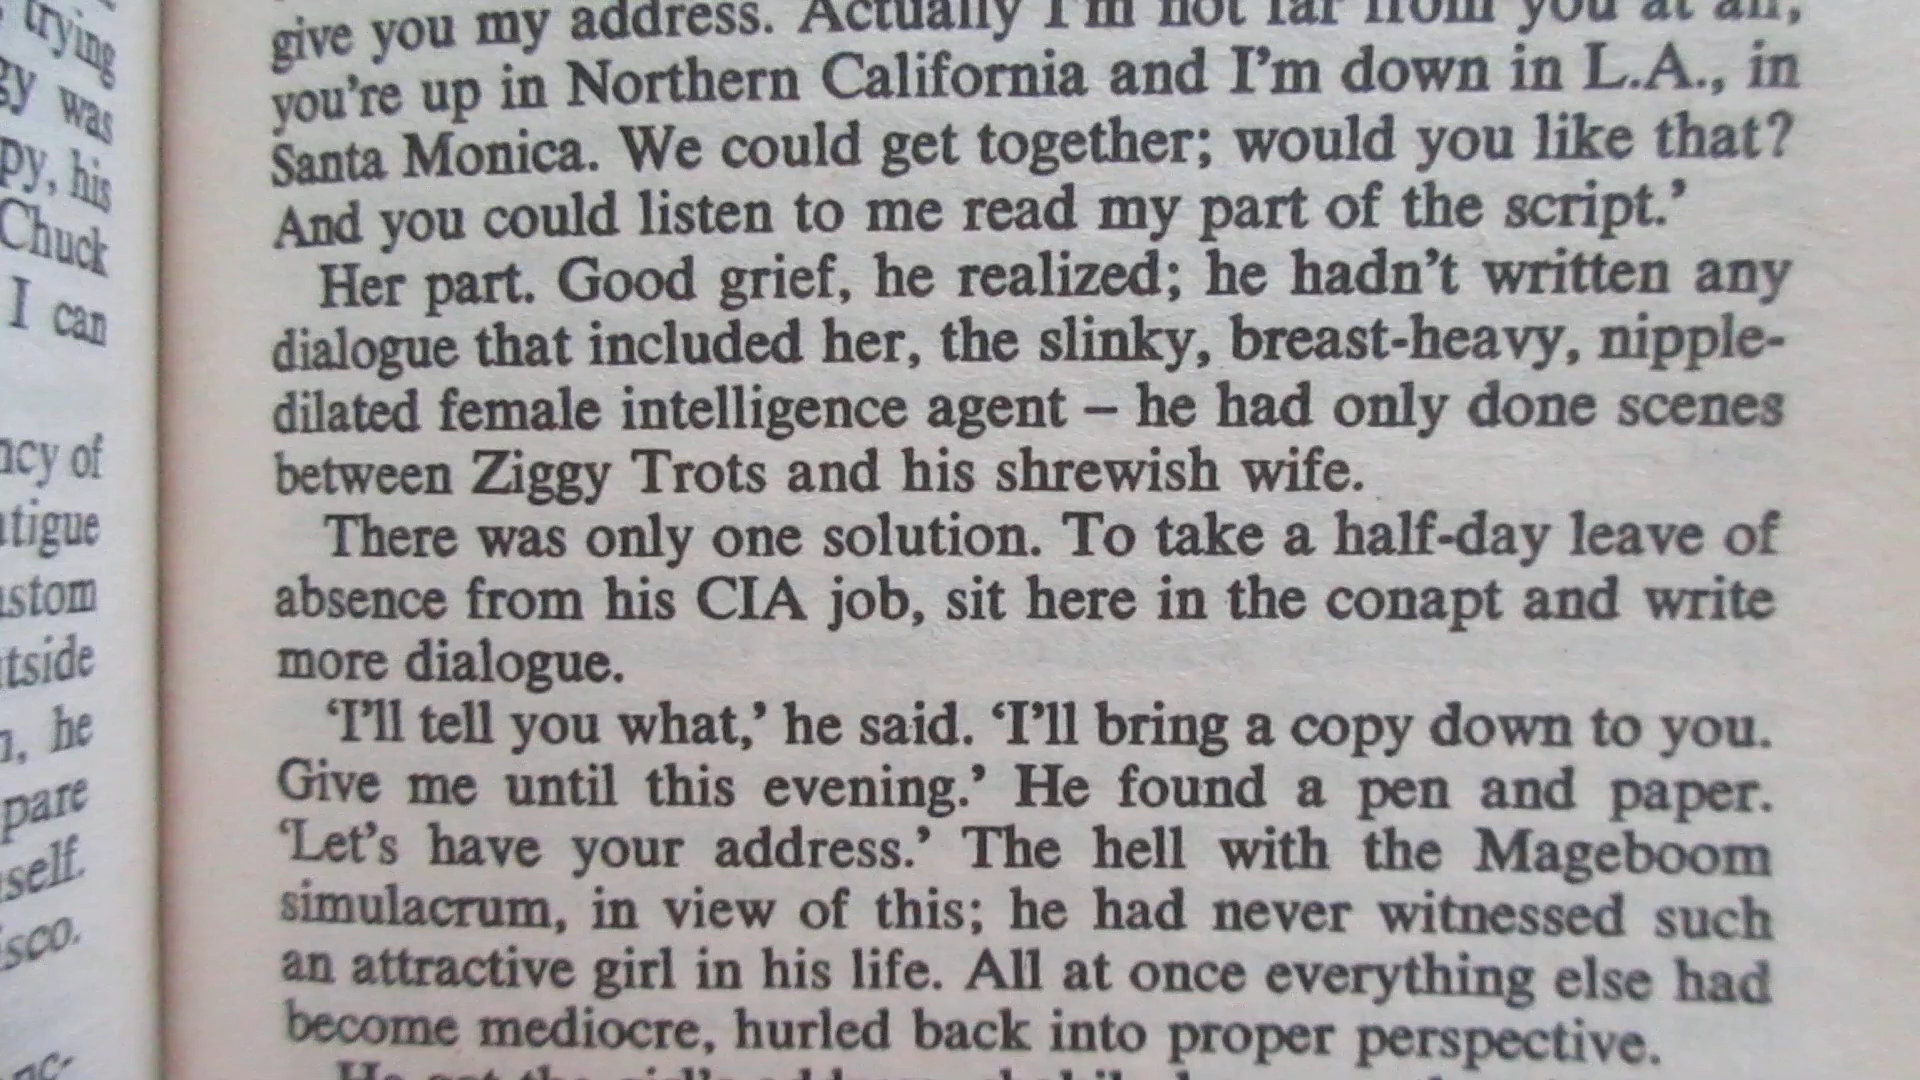 trying
was
his
Chuck
I can
of
he
give you my address. Actually I'm not far from you at all,
you're up in Northern California and I'm down in L.A., in
Santa Monica. We could get together; would you like that?
And you could listen to me read my part of the script.'
Her part. Good grief, he realized; he hadn't written any
dialogue that included her, the slinky, breast-heavy, nipple-
dilated female intelligence agent – he had only done scenes
between Ziggy Trots and his shrewish wife.
There was only one solution. To take a half-day leave of
absence from his CIA job, sit here in the conapt and write
more dialogue.
'I'll tell you what,' he said. 'I'll bring a copy down to you.
Give me until this evening.' He found a pen and paper.
'Let's have your address.' The hell with the Mageboom
simulacrum, in view of this; he had never witnessed such
an attractive girl in his life. All at once everything else had
become mediocre, hurled back into proper perspective.